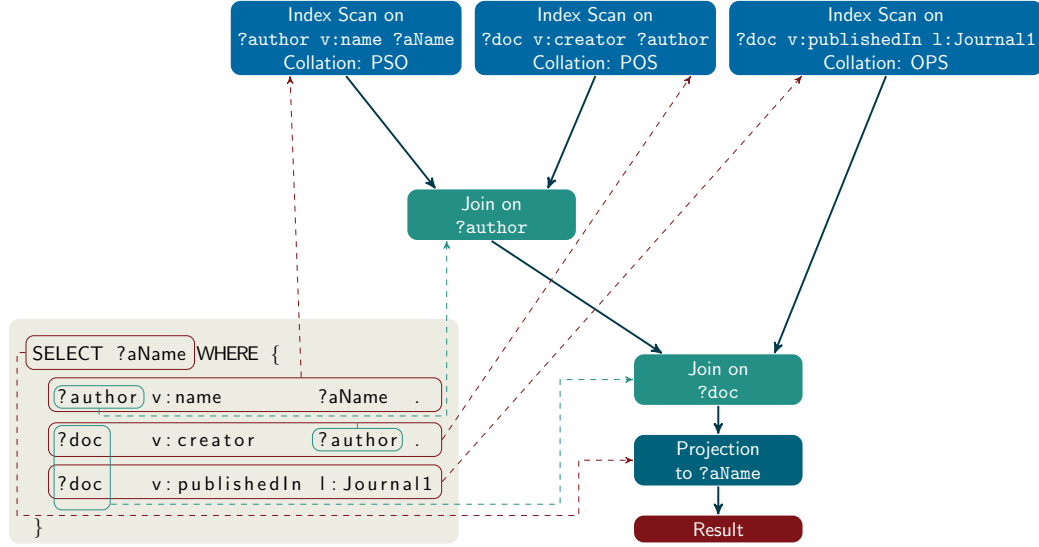 Index Scan on
?author v:name ?aName
Collation: PSO
Index Scan on
?doc v:creator ?author
Collation: POS
Index Scan on
?doc v:publishedIn l:Journal1
Collation: OPS
Join on
?author
SELECT ?aName WHERE {
?author v:name ?aName .
?doc v:creator ?author .
?doc v:publishedIn l:Journal1
}
Join on
?doc
Projection
to ?aName
Result